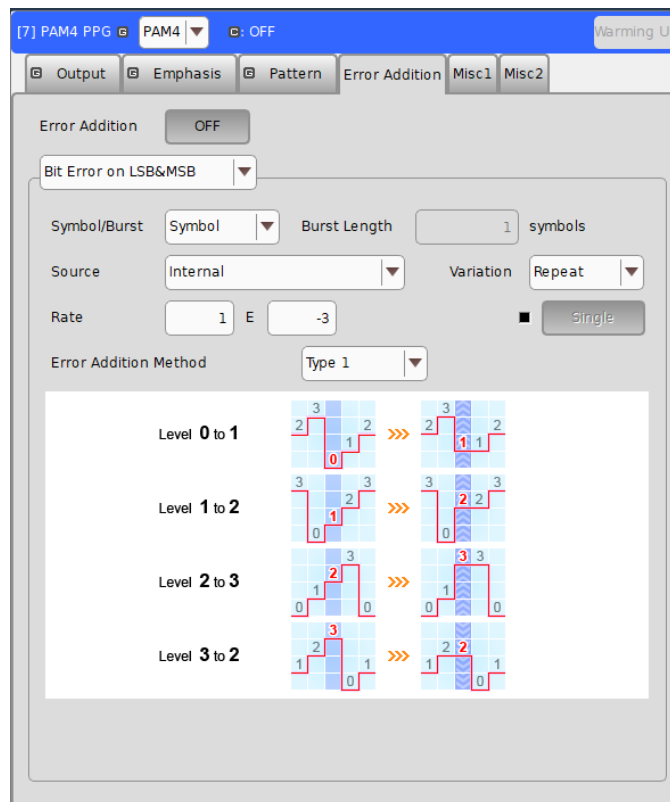 [7] PAM4 PPG G PAM4 C: OFF Warming U
G Output G Emphasis G Pattern Error Addition Misc1 Misc2
Error Addition OFF
Bit Error on LSB&MSB
Symbol/Burst Symbol Burst Length 1 symbols
Source Internal Variation Repeat
Rate 1 E -3 Single
Error Addition Method Type 1
Level 0 to 1 2 3 0 1 2 >>> 2 3 1 1 2
Level 1 to 2 3 0 1 2 3 >>> 3 0 2 2 3
Level 2 to 3 0 1 2 3 0 >>> 0 1 3 3 0
Level 3 to 2 1 2 3 0 1 >>> 1 2 2 0 1